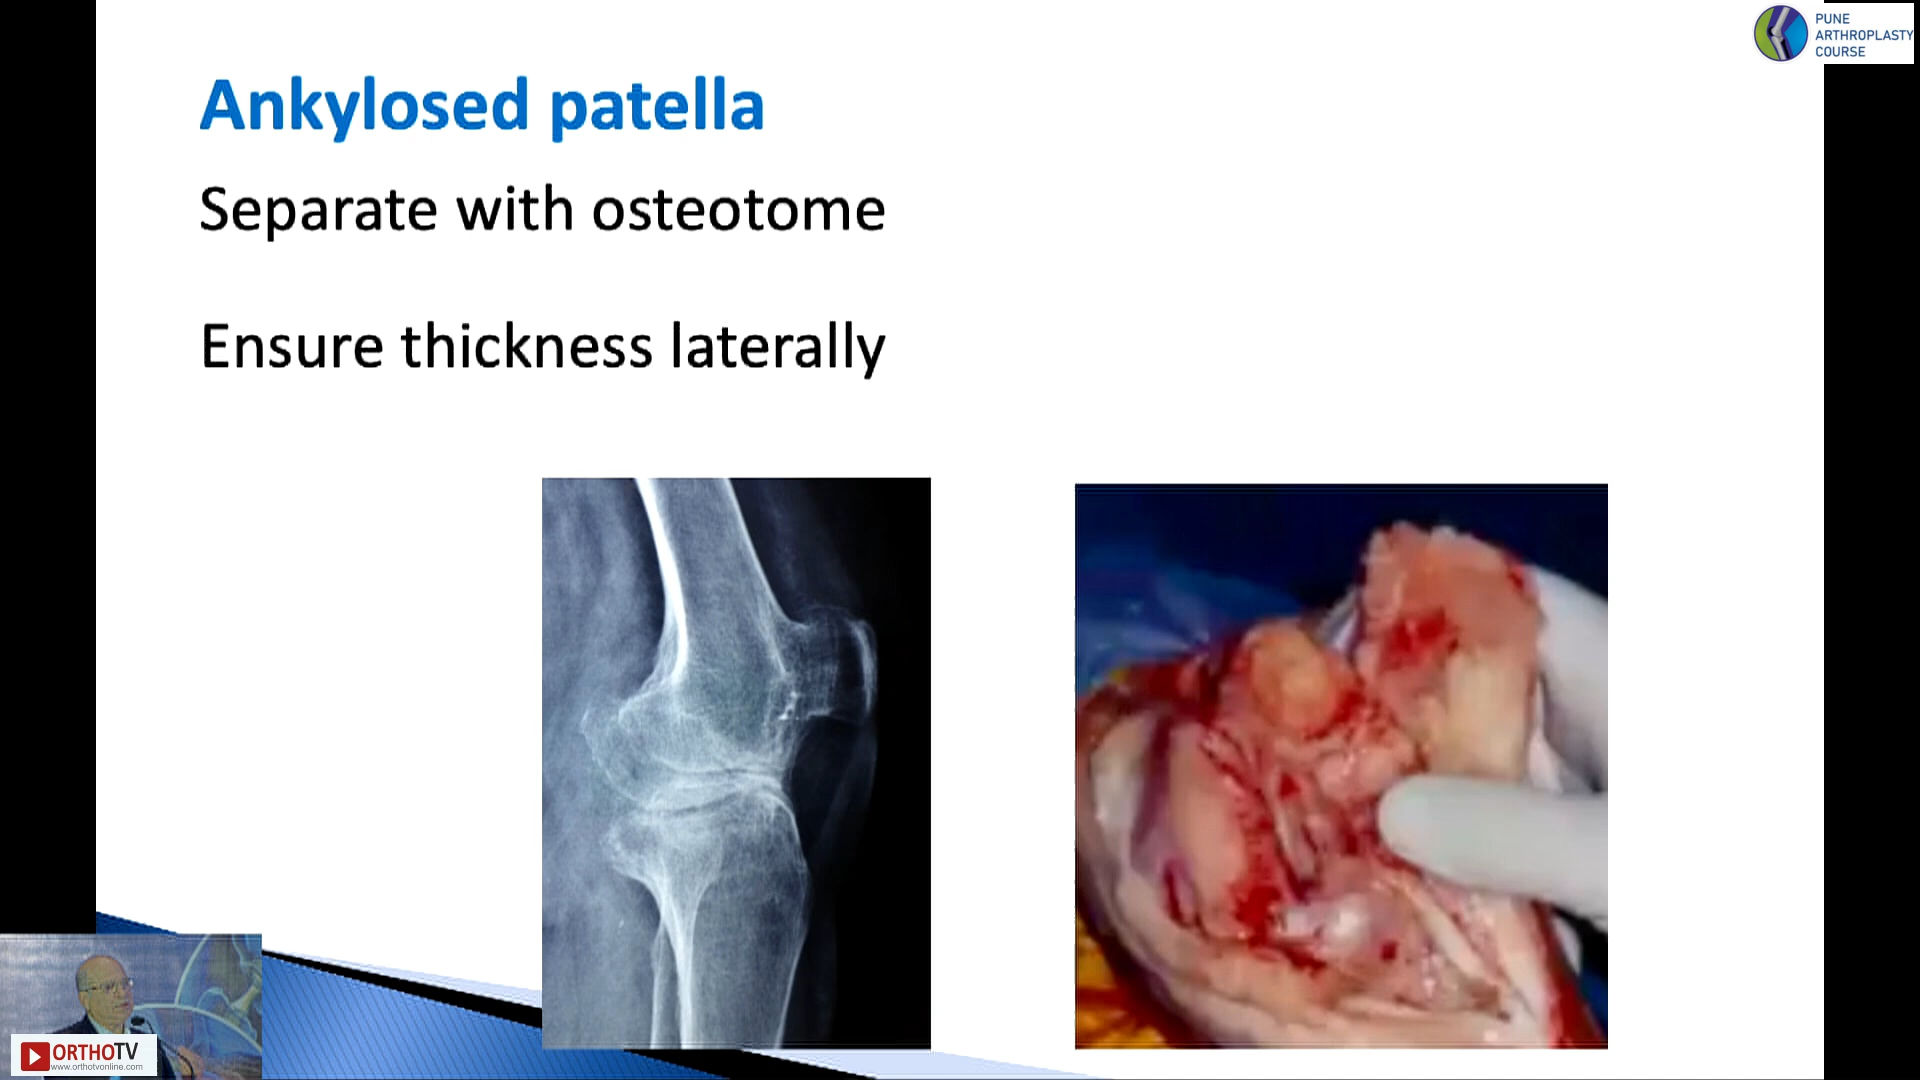 PUNE
ARTHROPLASTY
COURSE
Ankylosed patella
Separate with osteotome
Ensure thickness laterally
ORTHOTV
www.orthotvonline.com